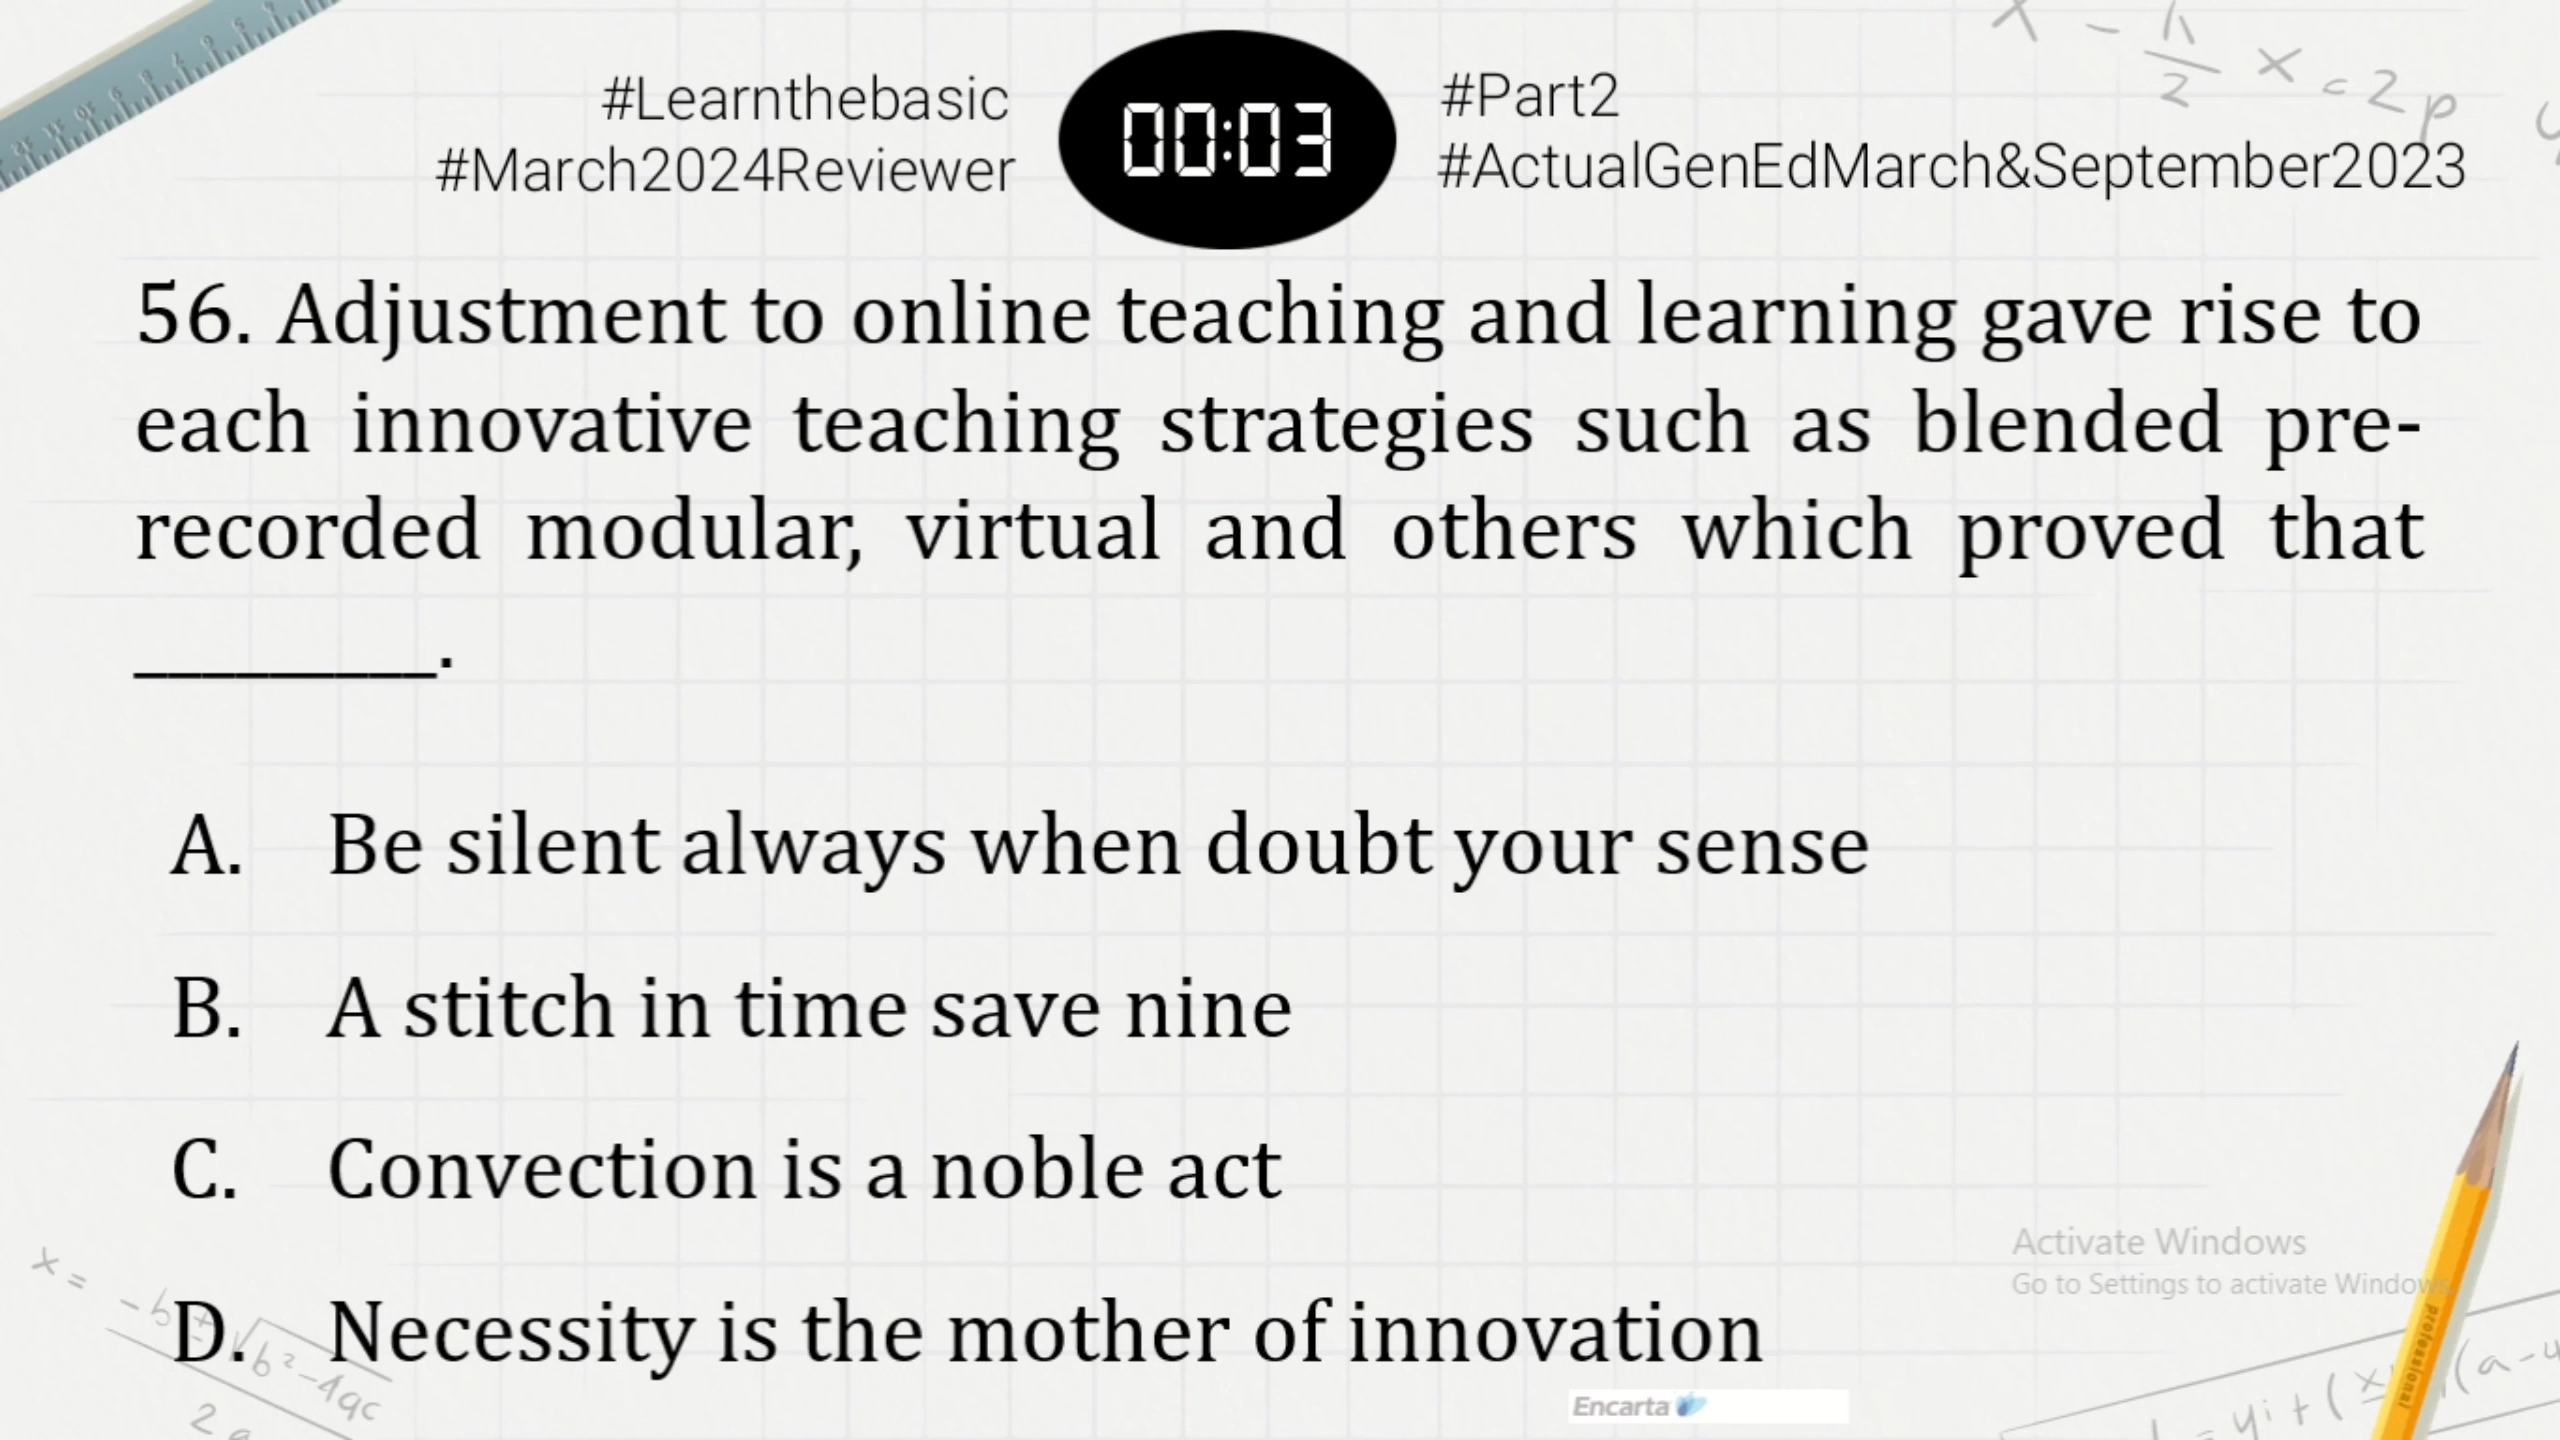 #Learnthebasic
#March2024Reviewer
00:03
#Part2
#ActualGenEdMarch&September2023
56. Adjustment to online teaching and learning gave rise to
each innovative teaching strategies such as blended pre-
recorded modular, virtual and others which proved that
_________.
A. Be silent always when doubt your sense
B. A stitch in time save nine
C. Convection is a noble act
D. Necessity is the mother of innovation
Activate Windows
Go to Settings to activate Windows
Encarta
professional